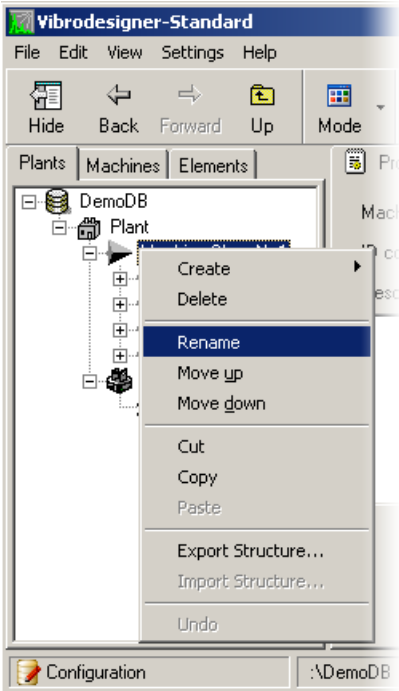 Vibrodesigner-Standard
File Edit View Settings Help
Hide Back Forward Up Mode
Plants Machines Elements
DemoDB
Plant
Create
Delete
Rename
Move up
Move down
Cut
Copy
Paste
Export Structure...
Import Structure...
Undo
Configuration :\DemoDB